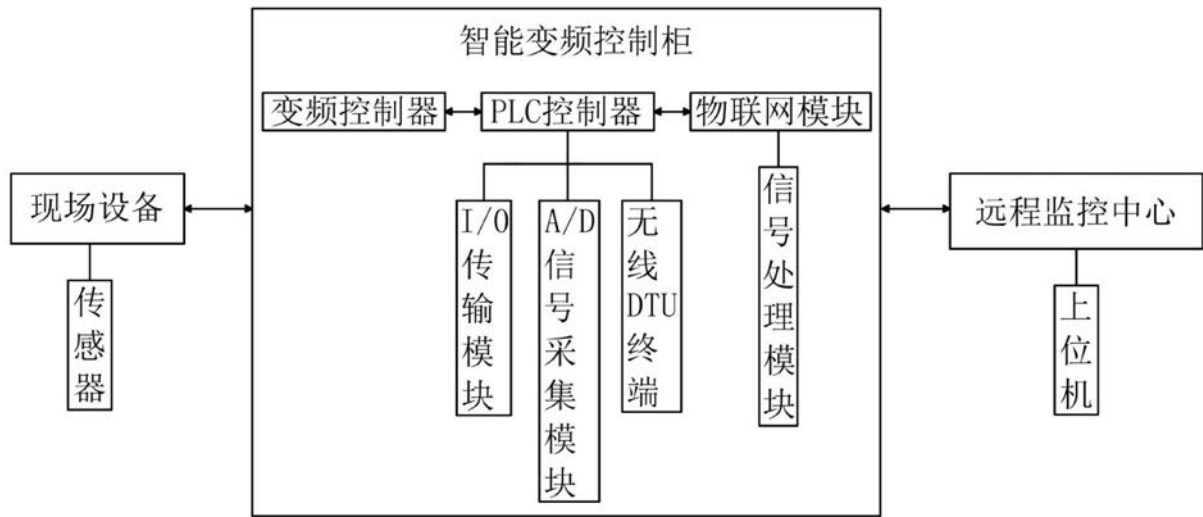 智能变频控制柜
变频控制器
PLC控制器
物联网模块
现场设备
传感器
I/O传输模块
A/D信号采集模块
无线DTU终端
信号处理模块
远程监控中心
上位机